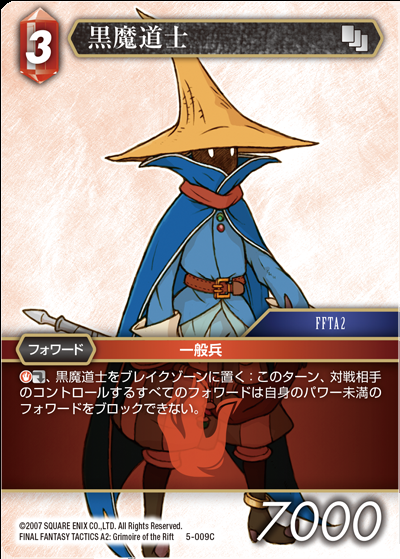 3
黒魔道士
FFTA2
フォワード
一般兵
、黒魔道士をブレイクゾーンに置く：このターン、対戦相手
のコントロールするすべてのフォワードは自身のパワー未満の
フォワードをブロックできない。
©2007 SQUARE ENIX CO.,LTD. All Rights Reserved.
FINAL FANTASY TACTICS A2: Grimoire of the Rift 5-009C
7000